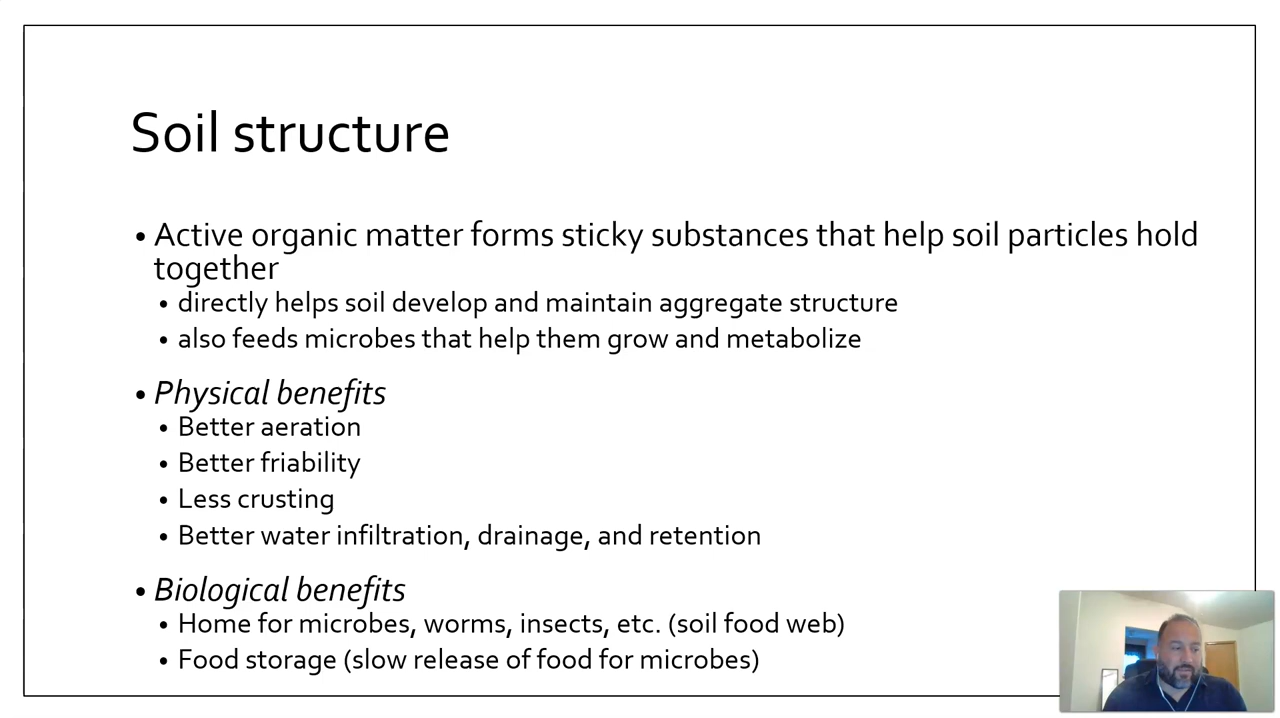 Soil structure
• Active organic matter forms sticky substances that help soil particles hold
together
• directly helps soil develop and maintain aggregate structure
• also feeds microbes that help them grow and metabolize
• Physical benefits
• Better aeration
• Better friability
• Less crusting
• Better water infiltration, drainage, and retention
• Biological benefits
• Home for microbes, worms, insects, etc. (soil food web)
• Food storage (slow release of food for microbes)